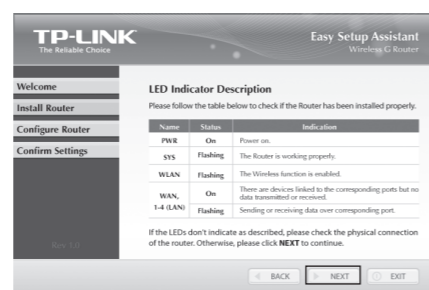 TP-LINK
The Reliable Choice
Easy Setup Assistant
Wireless G Router
Welcome
Install Router
Configure Router
Confirm Settings
Rev 1.0
LED Indicator Description
Please follow the table below to check if the Router has been installed properly.
Name Status Indication
PWR On Power on.
SYS Flashing The Router is working properly.
WLAN Flashing The Wireless function is enabled.
WAN, 1-4 (LAN) On There are devices linked to the corresponding ports but no
data transmitted or received.
Flashing Sending or receiving data over corresponding port.
If the LEDs don't indicate as described, please check the physical connection
of the router. Otherwise, please click NEXT to continue.
BACK NEXT EXIT